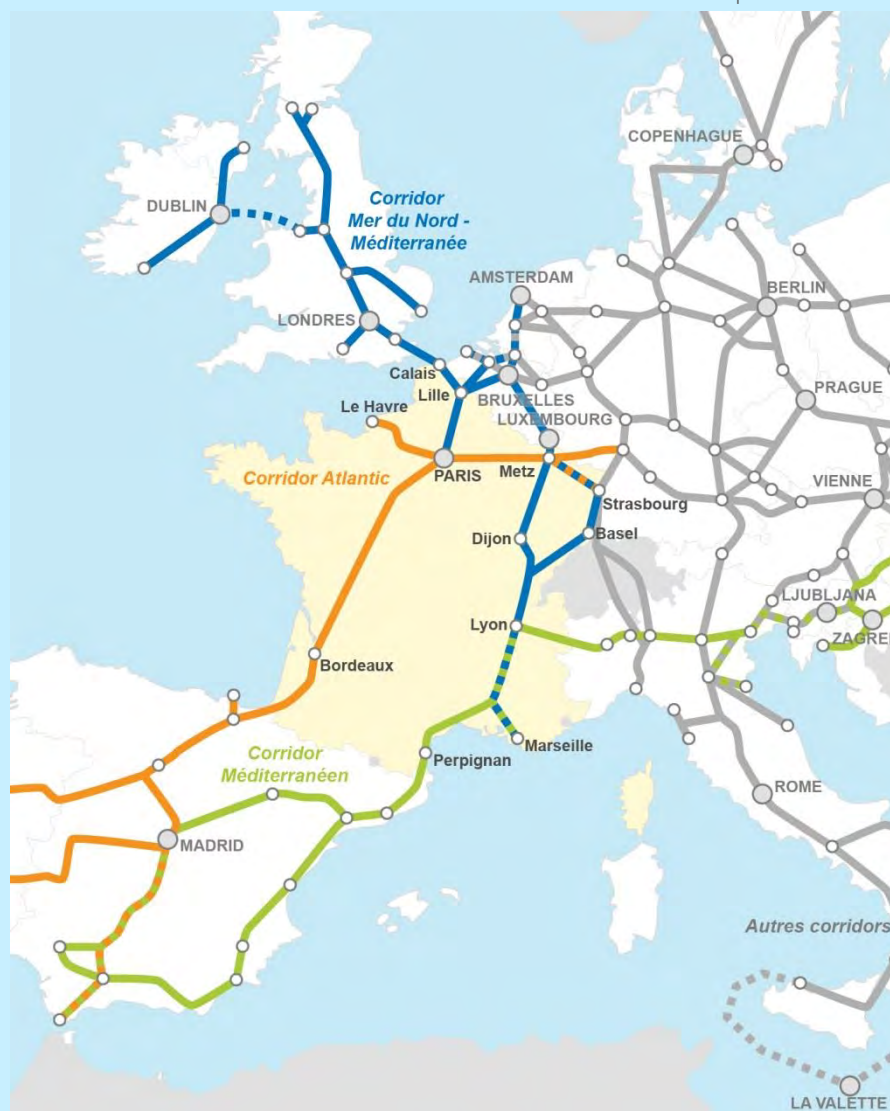 COPENHAGUE
DUBLIN
Corridor
Mer du Nord -
Méditerranée
AMSTERDAM
BERLIN
LONDRES
Calais
Lille
BRUXELLES
PRAGUE
Le Havre
LUXEMBOURG
Corridor Atlantic
PARIS
Metz
VIENNE
Strasbourg
Dijon
Basel
LJUBLJANA
Lyon
ZAGRE
Bordeaux
Marseille
Corridor
Méditerranéen
Perpignan
ROME
MADRID
Autres corridors
LA VALETTE